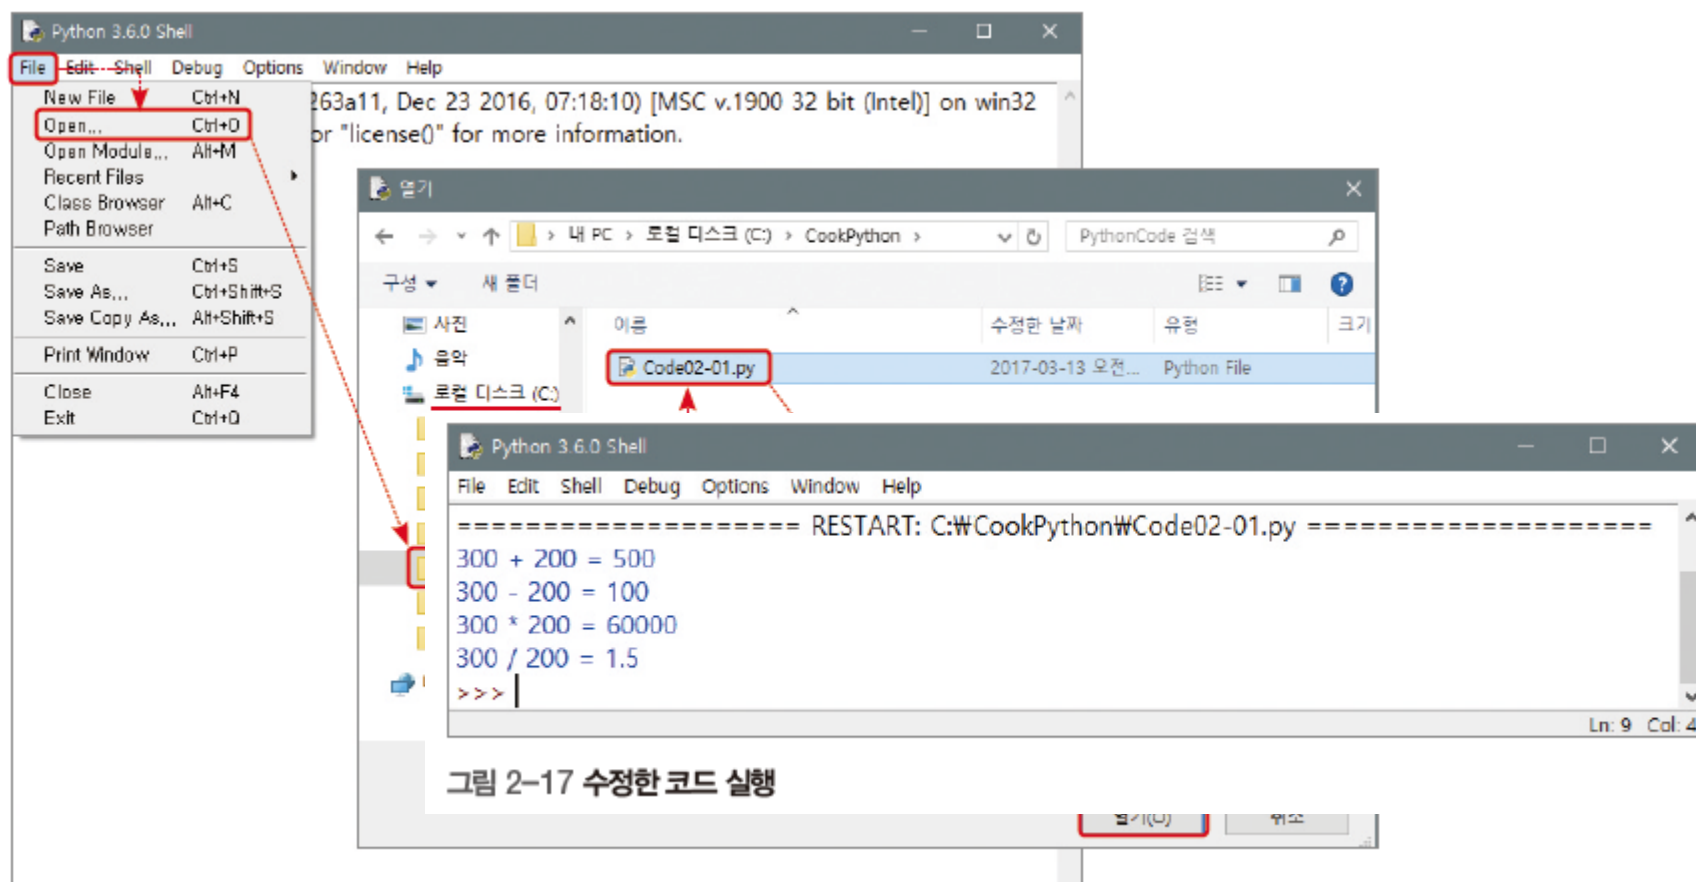 Python 3.6.0 Shell
File Edit Shell Debug Options Window Help
New File Ctrl+N
Open... Ctrl+O
Open Module... Alt+M
Recent Files
Class Browser Alt+C
Path Browser
Save Ctrl+S
Save As... Ctrl+Shift+S
Save Copy As... Alt+Shift+S
Print Window Ctrl+P
Close Alt+F4
Exit Ctrl+Q
263a11, Dec 23 2016, 07:18:10) [MSC v.1900 32 bit (Intel)] on win32
or "license()" for more information.
열기
내 PC > 로컬 디스크 (C:) > CookPython >
PythonCode 검색
구성 새 폴더
사진
음악
로컬 디스크 (C:)
이름 수정한 날짜 유형 크기
Code02-01.py 2017-03-13 오전... Python File
Python 3.6.0 Shell
File Edit Shell Debug Options Window Help
==================== RESTART: C:₩CookPython₩Code02-01.py ====================
300 + 200 = 500
300 - 200 = 100
300 * 200 = 60000
300 / 200 = 1.5
>>>
Ln: 9 Col: 4
그림 2-17 수정한 코드 실행
열기(O) 취소